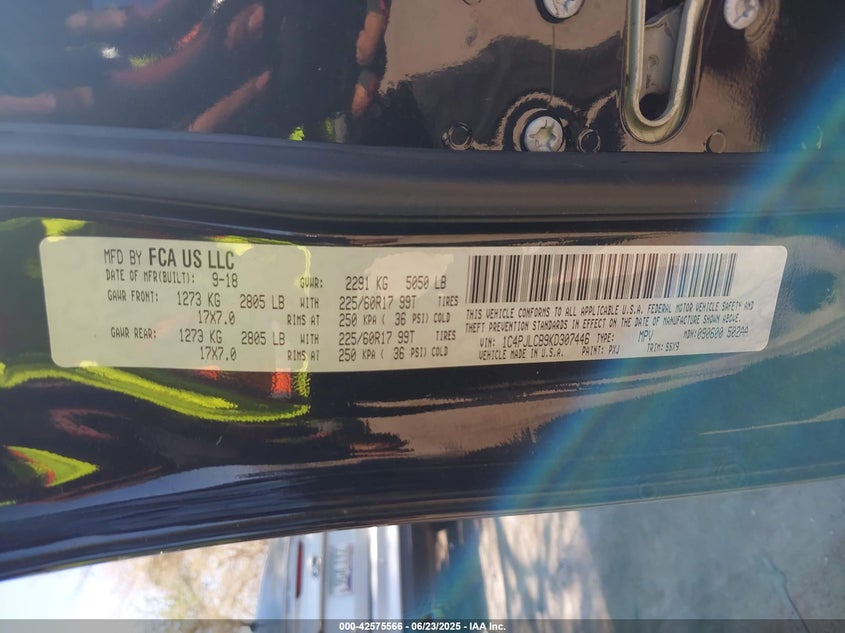 MFD BY FCA US LLC
DATE OF MFR(BUILT): 9-18 GVWR: 2291 KG 5050 LB
GAWR FRONT: 1273 KG 2805 LB WITH 225/60R17 99T TIRES
17X7.0 RIMS AT 250 KPA ( 36 PSI) COLD
GAWR REAR: 1273 KG 2805 LB WITH 225/60R17 99T TIRES
17X7.0 RIMS AT 250 KPA ( 36 PSI) COLD
THIS VEHICLE CONFORMS TO ALL APPLICABLE U.S.A. FEDERAL MOTOR VEHICLE SAFETY AND
THEFT PREVENTION STANDARDS IN EFFECT ON THE DATE OF MANUFACTURE SHOWN ABOVE.
VIN: 1C4PJLCB9KD307446 TYPE: MPV MDH: 090600 502AA
VEHICLE MADE IN U.S.A. PAINT: PXJ TRIM: S5X9
000-42575566 - 06/23/2025 - IAA Inc.